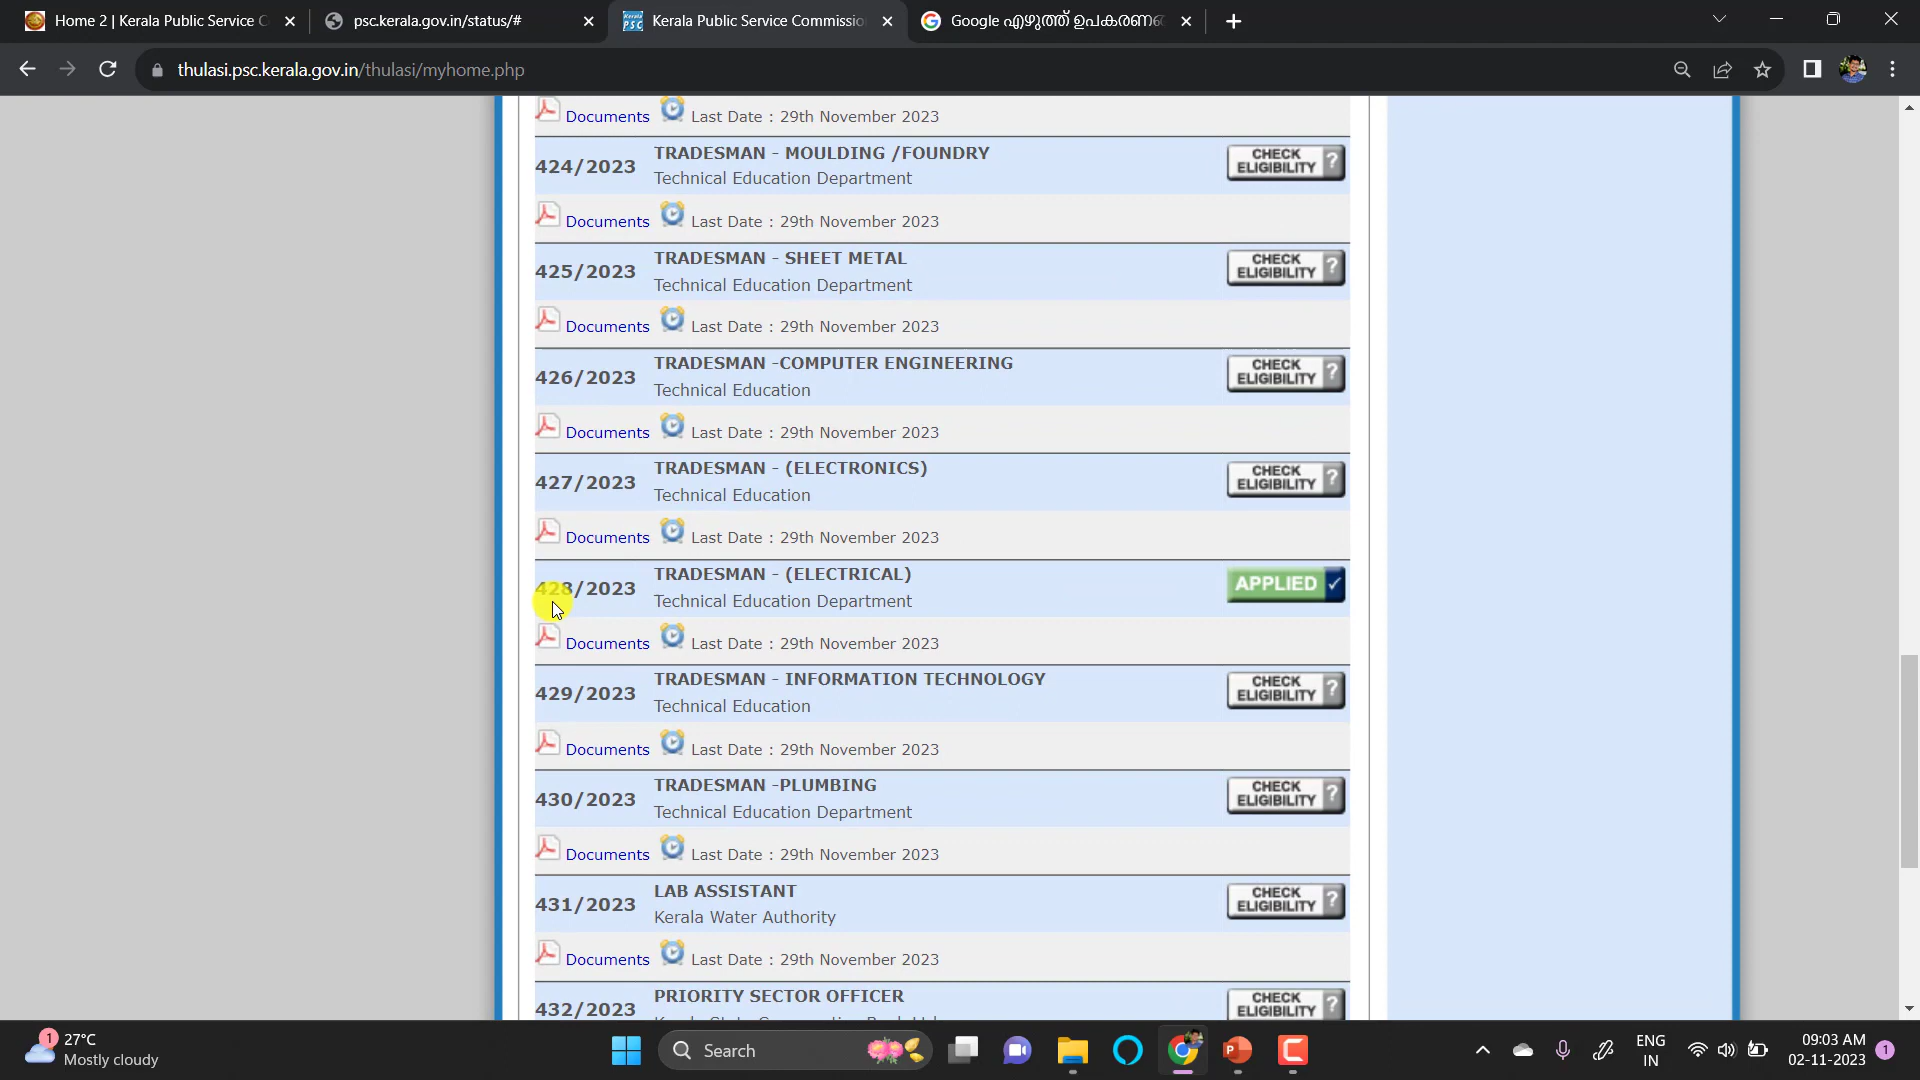 Home 2 | Kerala Public Service C
psc.kerala.gov.in/status/#
Kerala PSC
Kerala Public Service Commissio
Google എഴുത്ത് ഉപകരണങ്
thulasi.psc.kerala.gov.in/thulasi/myhome.php
Documents Last Date : 29th November 2023
424/2023 TRADESMAN - MOULDING /FOUNDRY CHECK ELIGIBILITY ?
Technical Education Department
Documents Last Date : 29th November 2023
425/2023 TRADESMAN - SHEET METAL CHECK ELIGIBILITY ?
Technical Education Department
Documents Last Date : 29th November 2023
426/2023 TRADESMAN -COMPUTER ENGINEERING CHECK ELIGIBILITY ?
Technical Education
Documents Last Date : 29th November 2023
427/2023 TRADESMAN - (ELECTRONICS) CHECK ELIGIBILITY ?
Technical Education
Documents Last Date : 29th November 2023
428/2023 TRADESMAN - (ELECTRICAL) APPLIED ✓
Technical Education Department
Documents Last Date : 29th November 2023
429/2023 TRADESMAN - INFORMATION TECHNOLOGY CHECK ELIGIBILITY ?
Technical Education
Documents Last Date : 29th November 2023
430/2023 TRADESMAN -PLUMBING CHECK ELIGIBILITY ?
Technical Education Department
Documents Last Date : 29th November 2023
431/2023 LAB ASSISTANT CHECK ELIGIBILITY ?
Kerala Water Authority
Documents Last Date : 29th November 2023
432/2023 PRIORITY SECTOR OFFICER CHECK ELIGIBILITY ?
1 27°C
Mostly cloudy
Search
ENG
IN
09:03 AM
02-11-2023 1